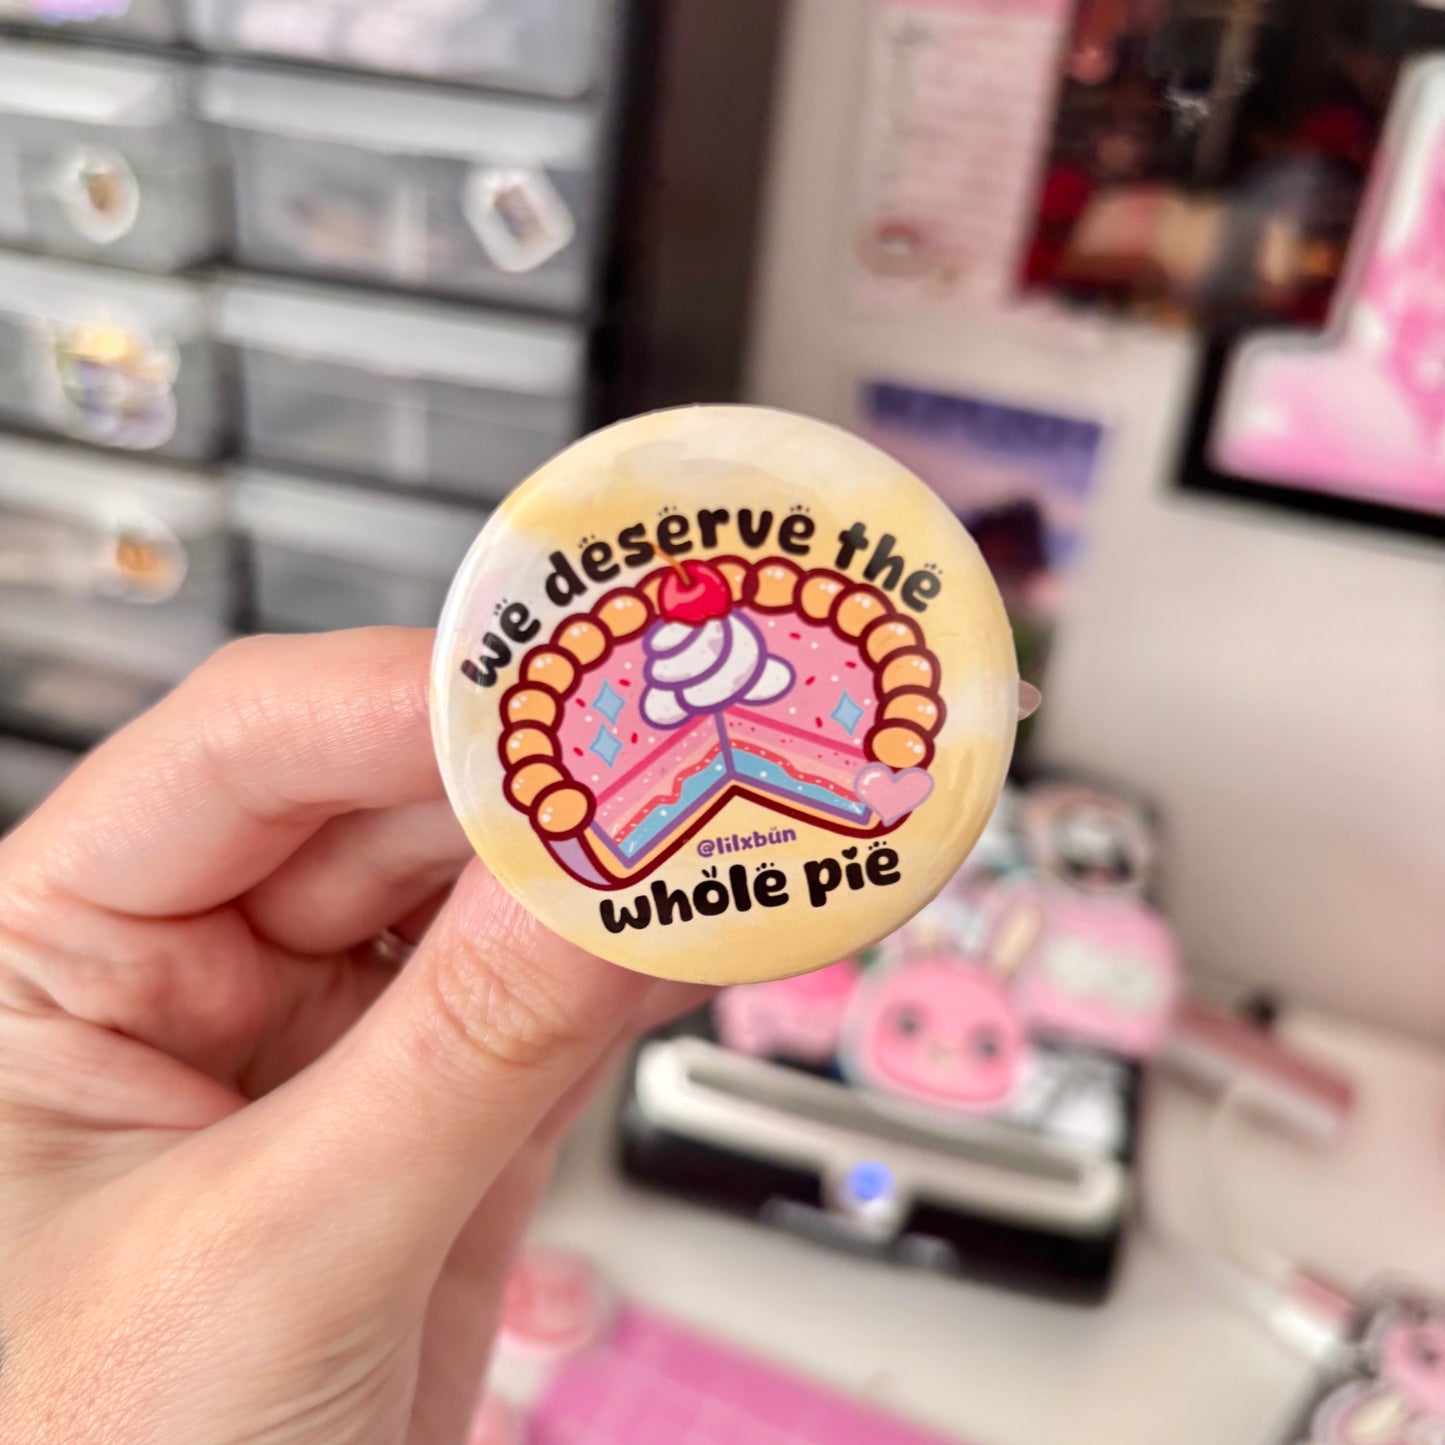 we deserve the
@lilxbun
whole pie